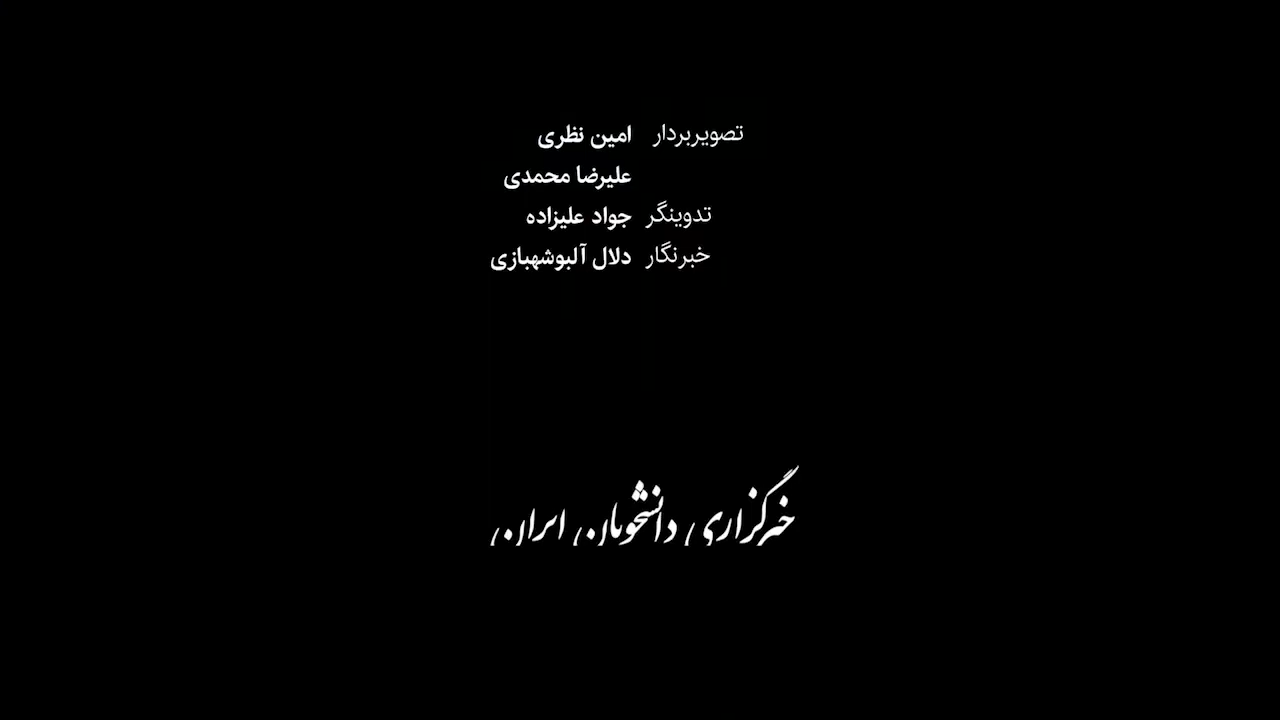 تصویربردار امین نظری
علیرضا محمدی
تدوینگر جواد علیزاده
خبرنگار دلال آلبوشهبازی
خبرگزاری دانشجویان ایران